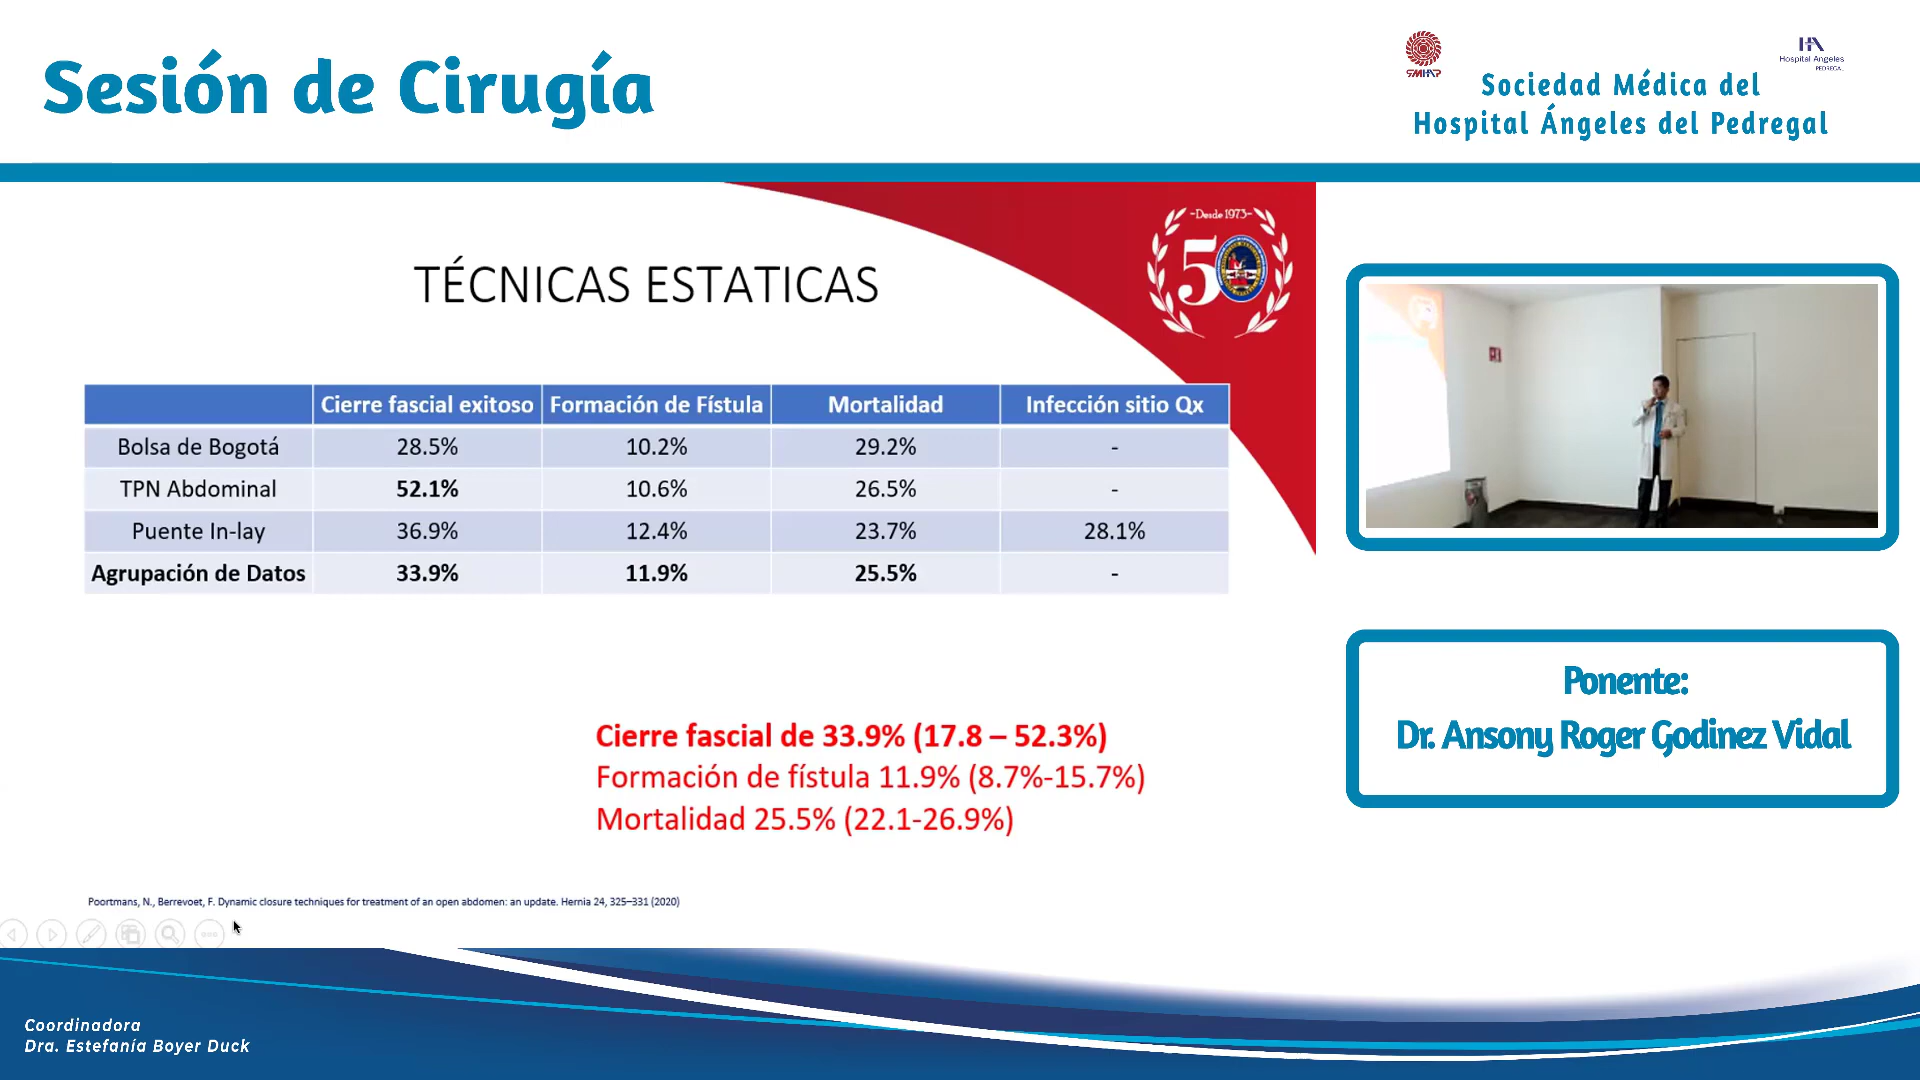 Sesión de Cirugía
SMHAP
HA
Hospital Angeles
PEDREGAL
Sociedad Médica del
Hospital Ángeles del Pedregal
-Desde 1973-
50
TÉCNICAS ESTATICAS
Cierre fascial exitoso Formación de Fístula Mortalidad Infección sitio Qx
Bolsa de Bogotá 28.5% 10.2% 29.2% -
TPN Abdominal 52.1% 10.6% 26.5% -
Puente In-lay 36.9% 12.4% 23.7% 28.1%
Agrupación de Datos 33.9% 11.9% 25.5% -
Cierre fascial de 33.9% (17.8 – 52.3%)
Formación de fístula 11.9% (8.7%-15.7%)
Mortalidad 25.5% (22.1-26.9%)
Poortmans, N., Berrevoet, F. Dynamic closure techniques for treatment of an open abdomen: an update. Hernia 24, 325–331 (2020)
Ponente:
Dr. Ansony Roger Godinez Vidal
Coordinadora
Dra. Estefanía Boyer Duck